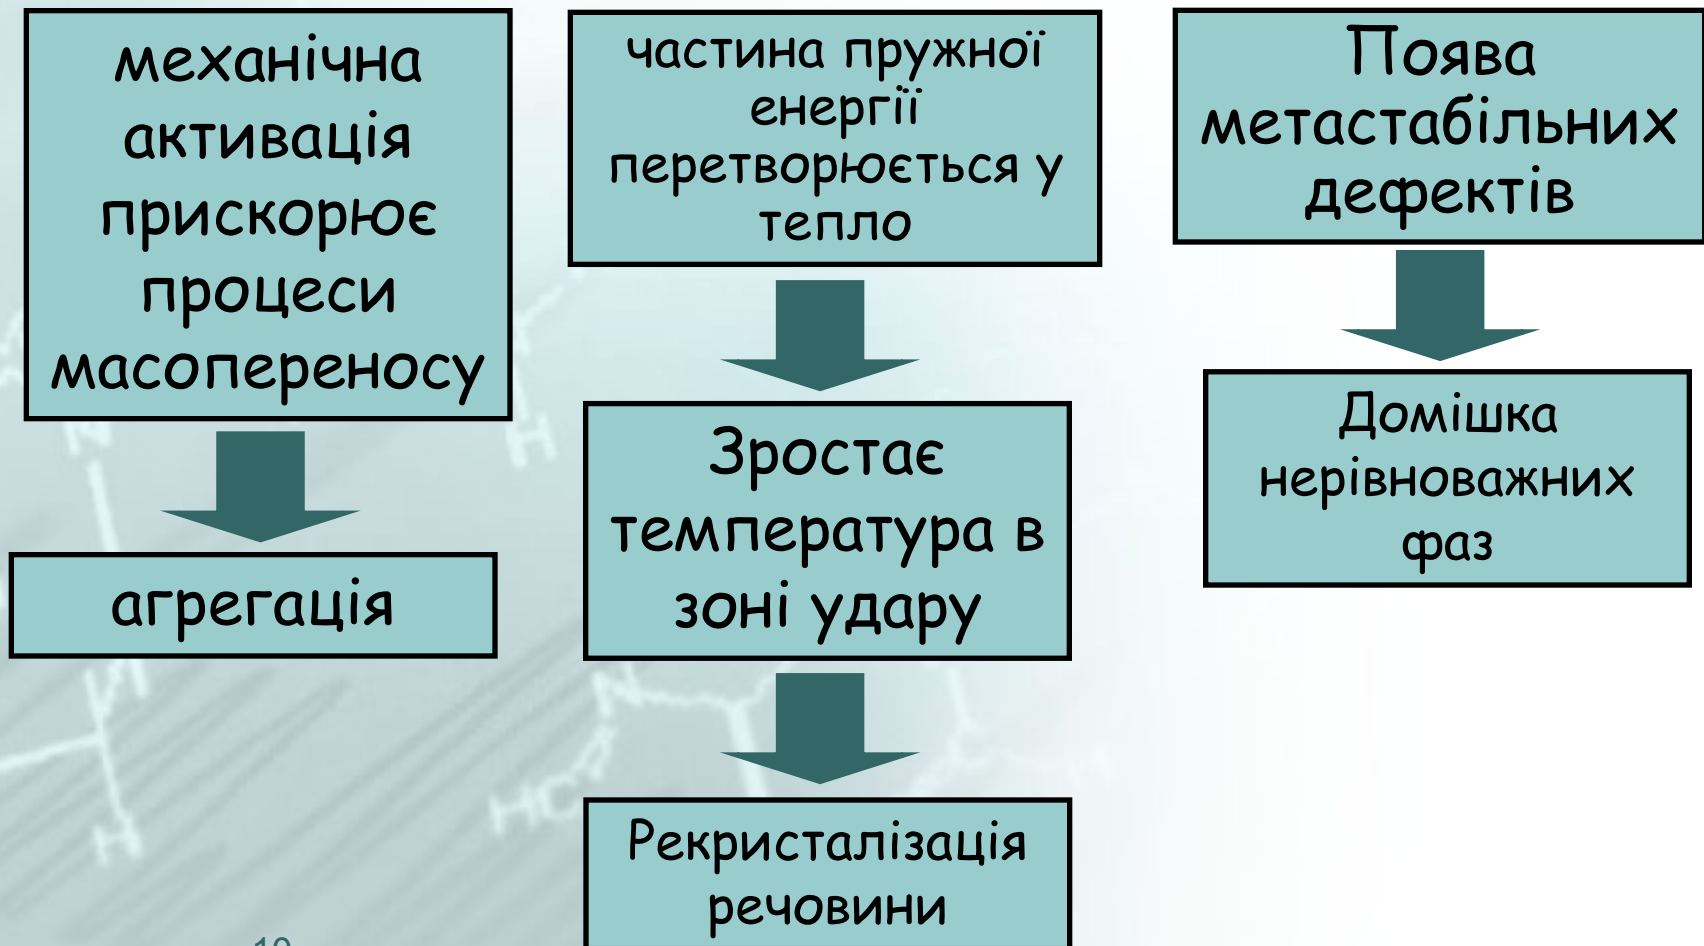 механічна
активація
прискорює
процеси
масопереносу
агрегація
частина пружної
енергії
перетворюється у
тепло
Зростає
температура в
зоні удару
Рекристалізація
речовини
Поява
метастабільних
дефектів
Домішка
нерівноважних
фаз
N
H
H
N
HC
N
H